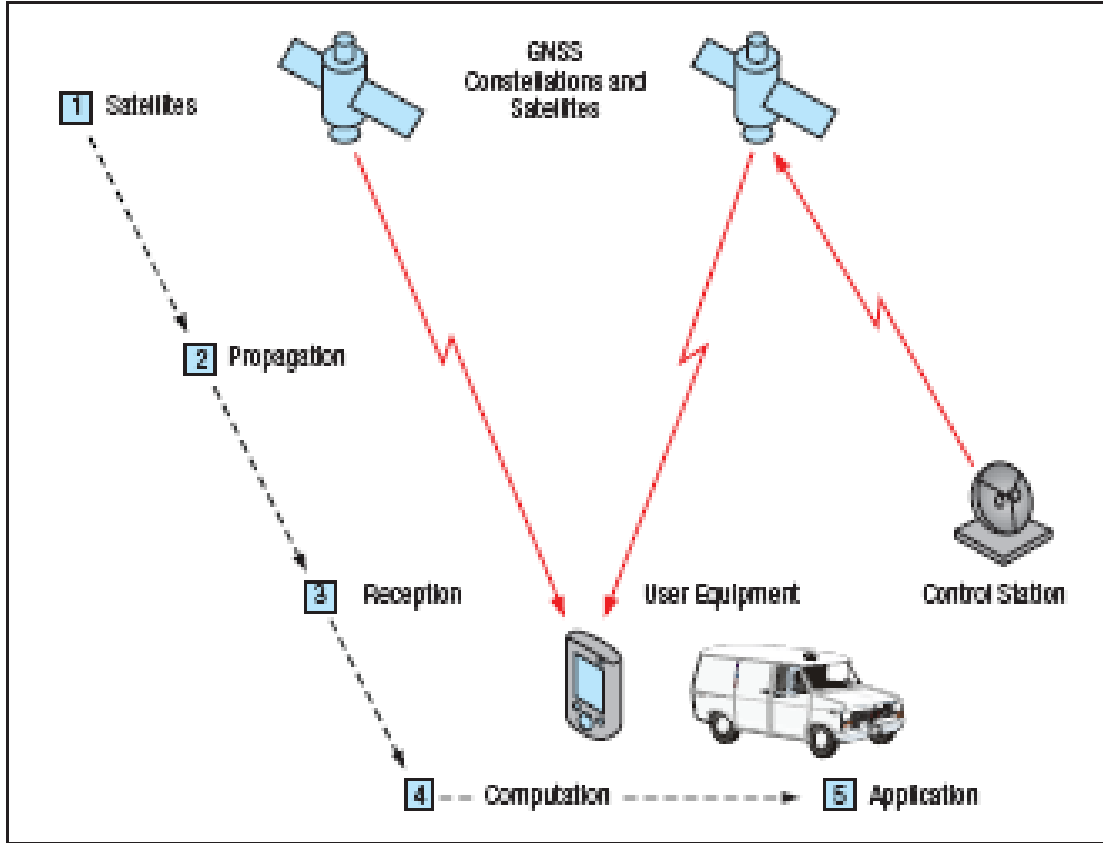 GNSS
Constellations and
Satellites
1 Satellites
2 Propagation
3 Reception
User Equipment
Control Station
4 Computation
5 Application